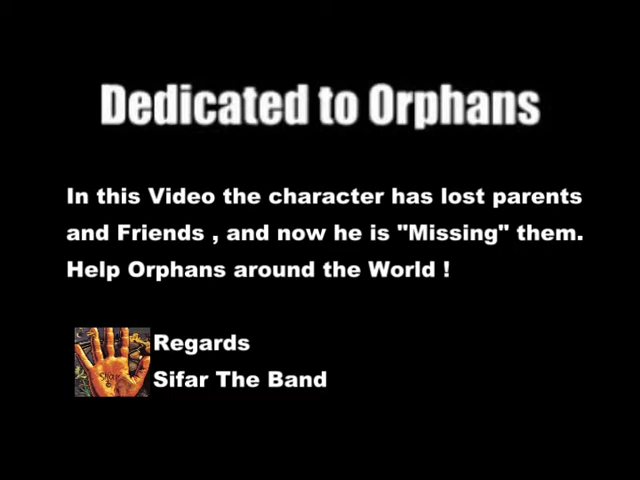 Dedicated to Orphans
In this Video the character has lost parents
and Friends , and now he is "Missing" them.
Help Orphans around the World !
Regards
Sifar The Band